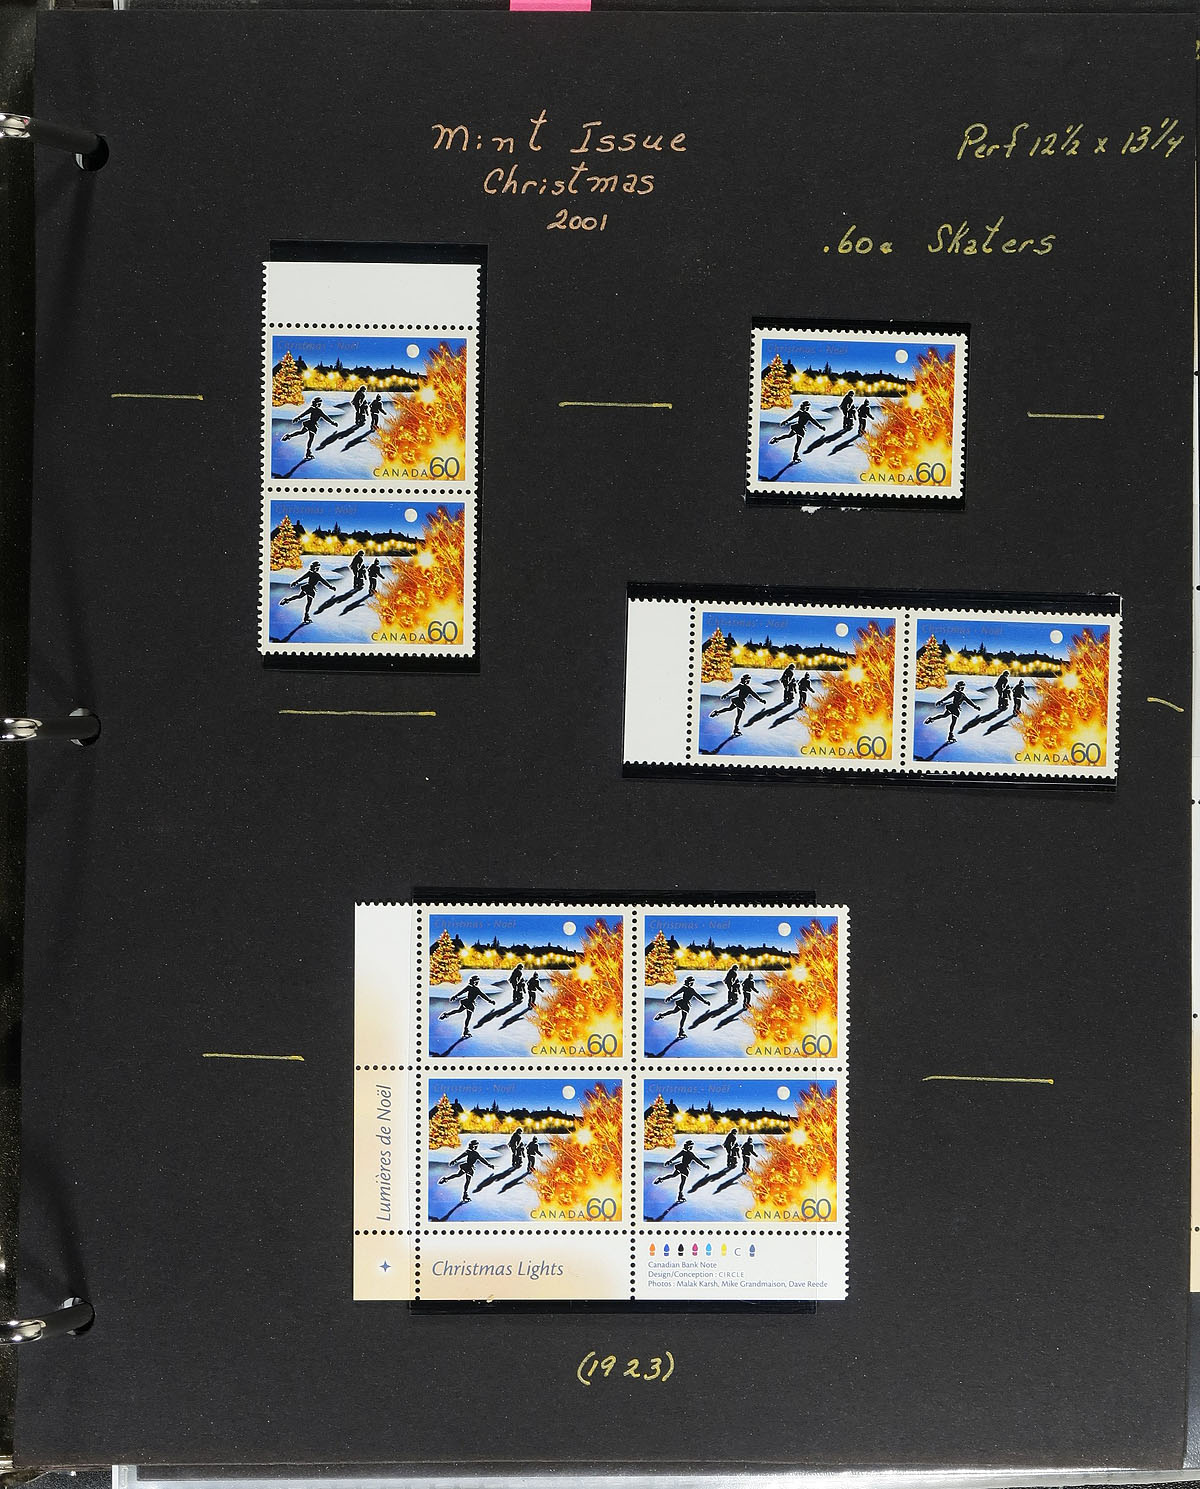 Mint Issue
Christmas
2001
Perf 12½ x 13¼
.60¢ Skaters
Christmas · Noël
CANADA 60
Christmas · Noël
CANADA 60
Christmas · Noël
CANADA 60
Christmas · Noël
CANADA 60
Christmas · Noël
CANADA 60
Christmas · Noël
CANADA 60
Christmas · Noël
CANADA 60
Christmas · Noël
CANADA 60
Christmas · Noël
CANADA 60
Lumières de Noël
Christmas Lights
C
Canadian Bank Note
Design/Conception : CIRCLE
Photos : Malak Karsh, Mike Grandmaison, Dave Reede
(1923)